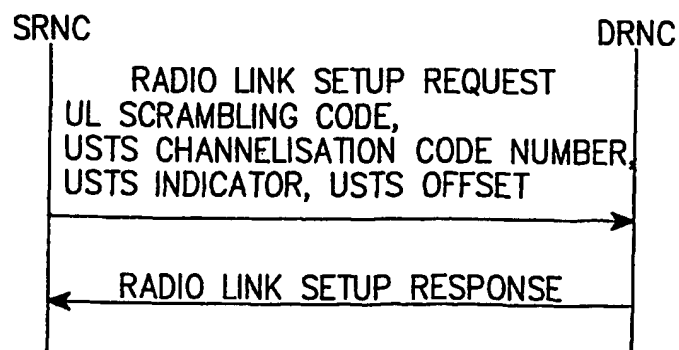 SRNC
DRNC
RADIO LINK SETUP REQUEST
UL SCRAMBLING CODE,
USTS CHANNELISATION CODE NUMBER,
USTS INDICATOR, USTS OFFSET
RADIO LINK SETUP RESPONSE